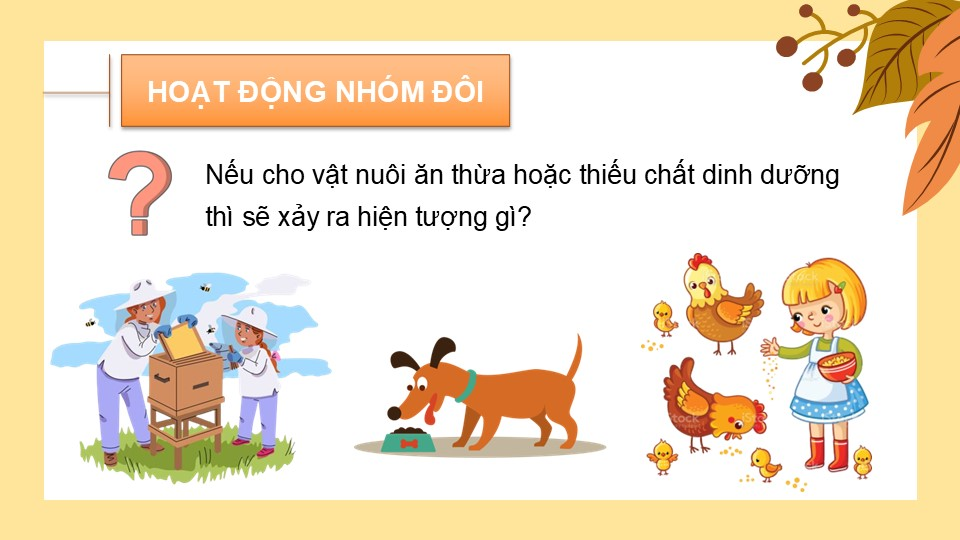 HOẠT ĐỘNG NHÓM ĐÔI
Nếu cho vật nuôi ăn thừa hoặc thiếu chất dinh dưỡng
thì sẽ xảy ra hiện tượng gì?